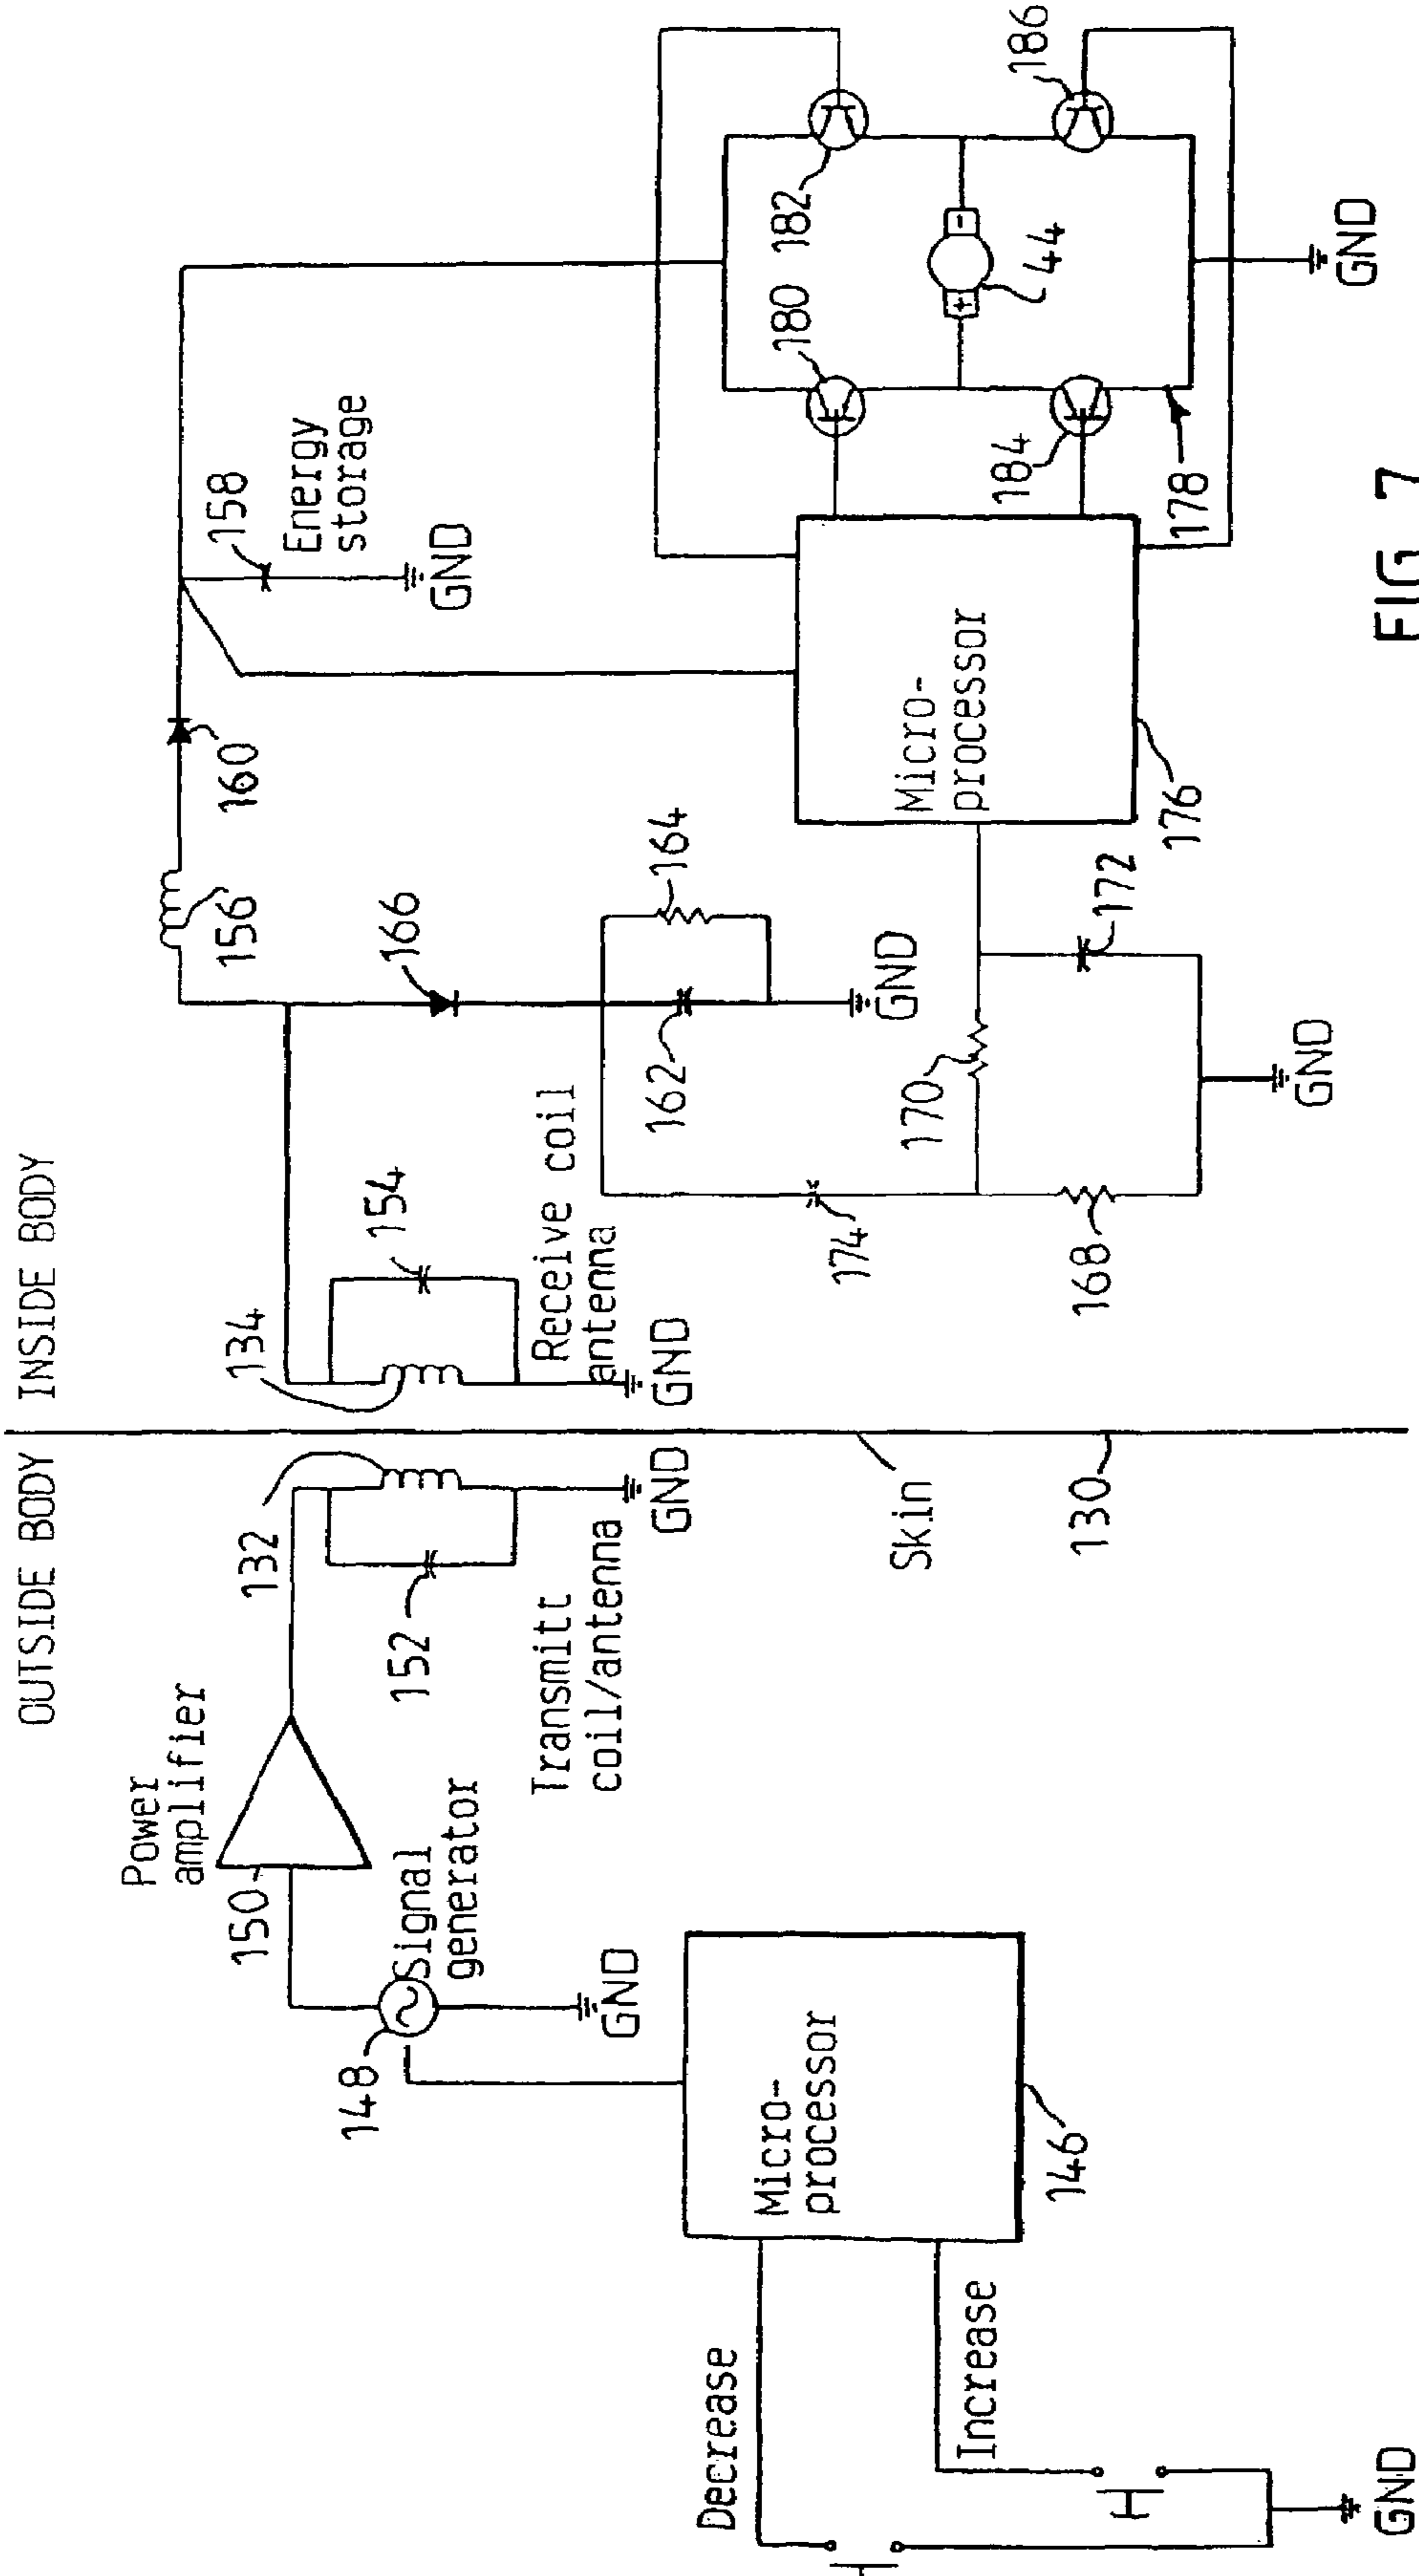 OUTSIDE BODY
INSIDE BODY
Power
amplifier
150
148
Signal
generator
GND
132
152
Transmitt
coil/antenna
GND
Micro-
processor
146
Decrease
Increase
GND
Skin
130
134
154
Receive coil
antenna
GND
156
160
158
Energy
storage
GND
166
164
162
GND
174
170
172
168
GND
Micro-
processor
176
180
182
44
+
-
184
186
178
GND
FIG 7